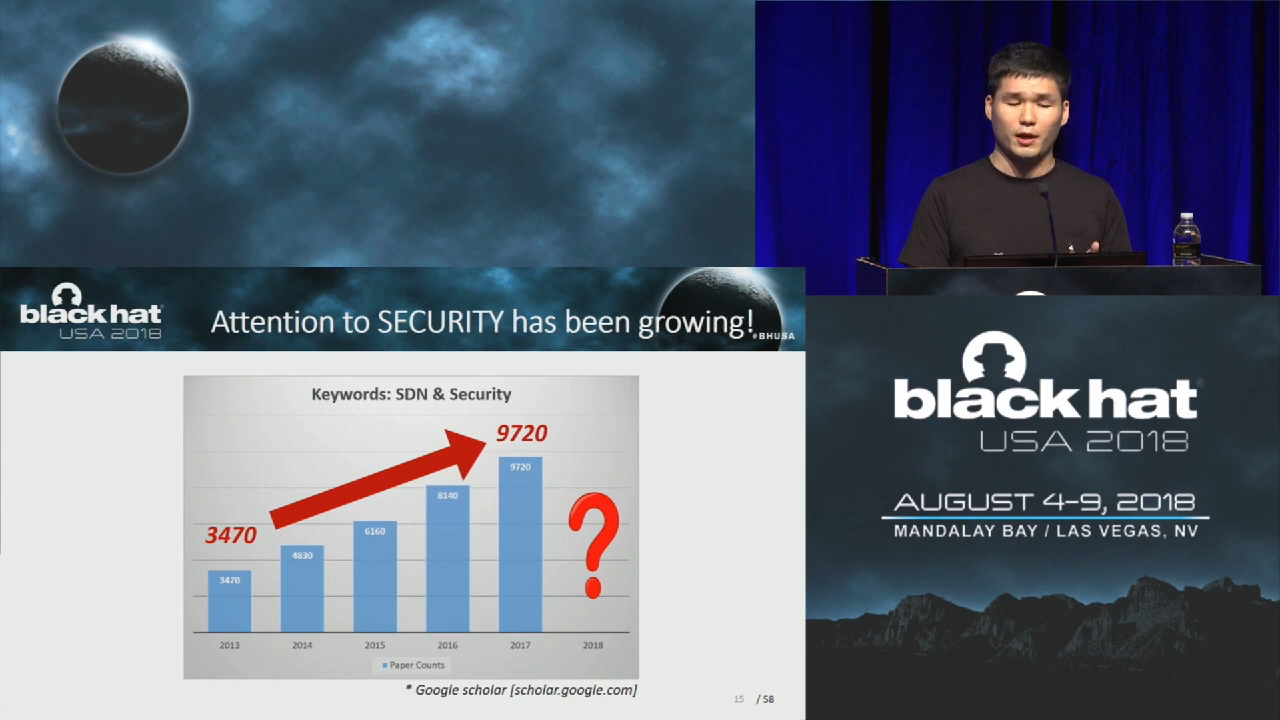 black hat
USA 2018
Attention to SECURITY has been growing!
#BHUSA
Keywords: SDN & Security
9720
9720
8140
3470
6160
4830
3470
?
2013 2014 2015 2016 2017 2018
Paper Counts
* Google scholar [scholar.google.com]
15 / 58
black hat
USA 2018
AUGUST 4-9, 2018
MANDALAY BAY / LAS VEGAS, NV